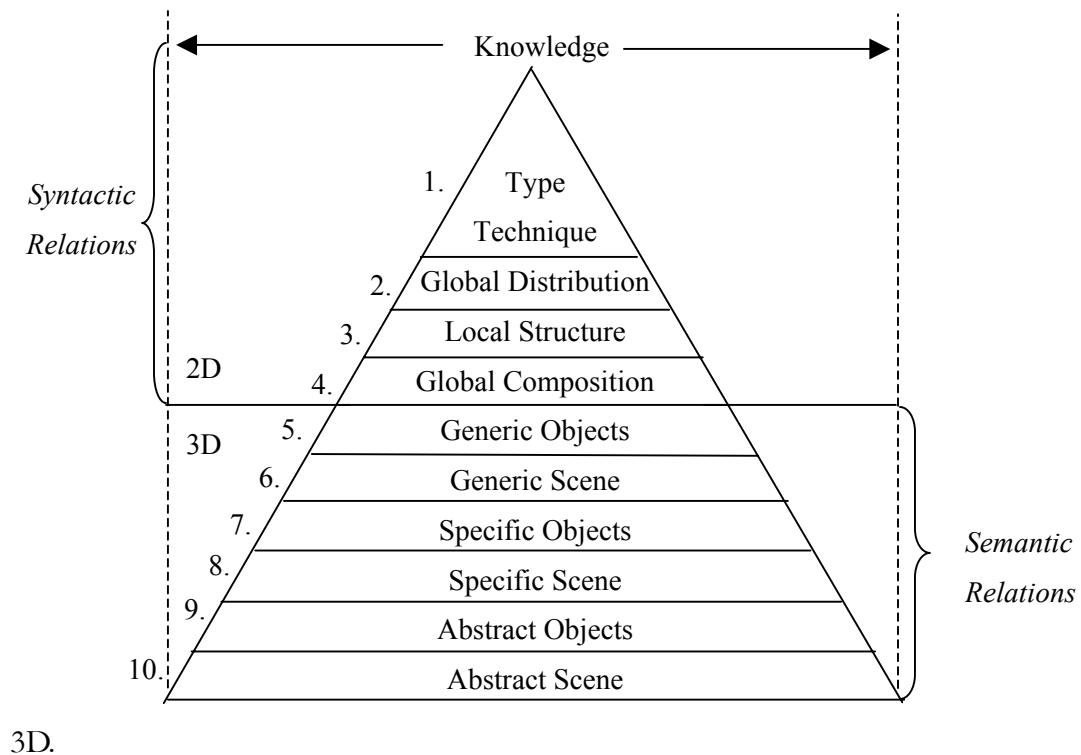 Knowledge
1. Type
Technique
Syntactic
Relations
2. Global Distribution
3. Local Structure
2D
4. Global Composition
3D
5. Generic Objects
6. Generic Scene
7. Specific Objects
8. Specific Scene
Semantic
Relations
9. Abstract Objects
10. Abstract Scene
3D.